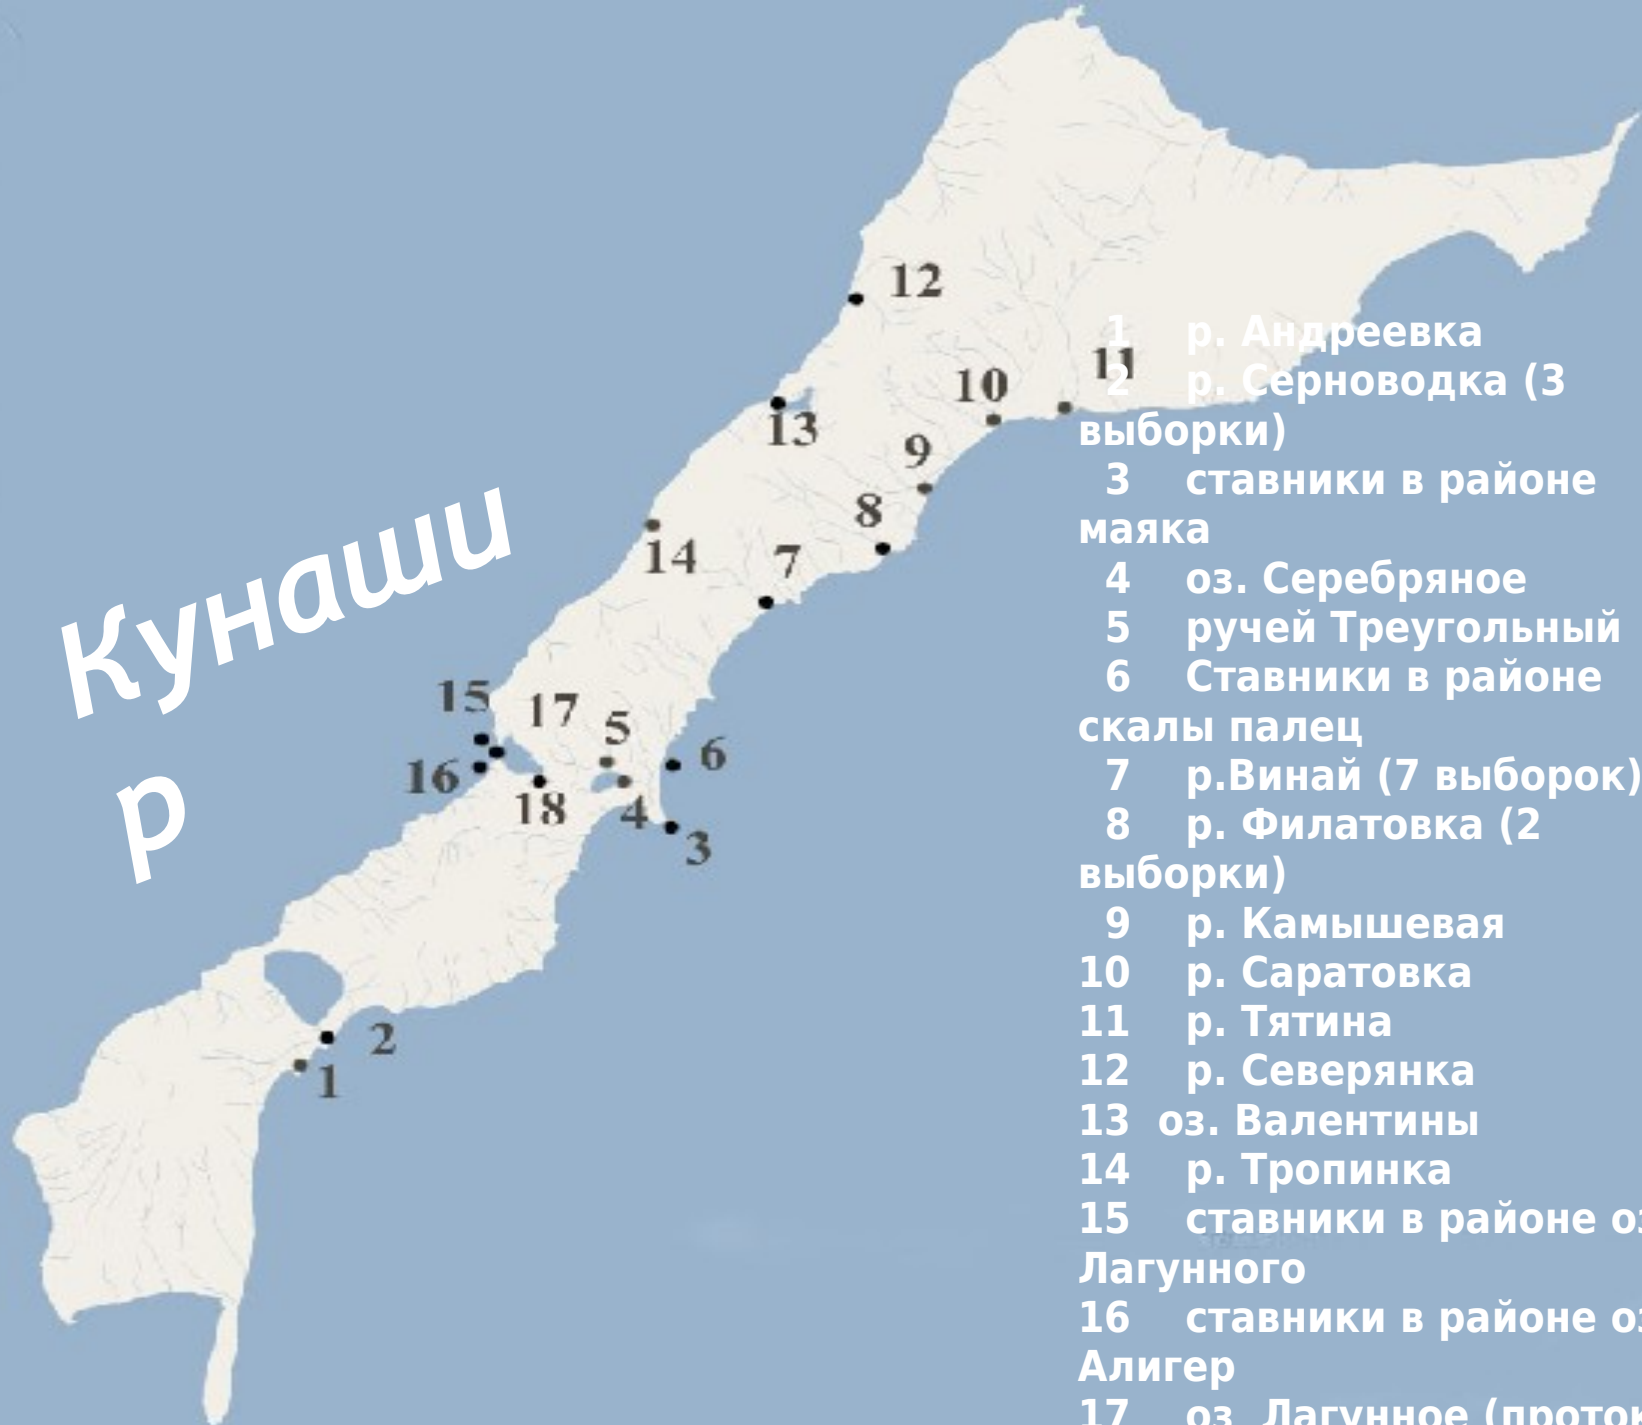 Кунаши
р
12
11
10
13
9
8
14
7
15
17
5
6
16
18
4
3
2
1
1 р. Андреевка
2 р. Серноводка (3
выборки)
3 ставники в районе
маяка
4 оз. Серебряное
5 ручей Треугольный
6 Ставники в районе
скалы палец
7 р.Винай (7 выборок)
8 р. Филатовка (2
выборки)
9 р. Камышевая
10 р. Саратовка
11 р. Тятина
12 р. Северянка
13 оз. Валентины
14 р. Тропинка
15 ставники в районе
Лагунного
16 ставники в районе
Алигер
17 оз. Лагунное